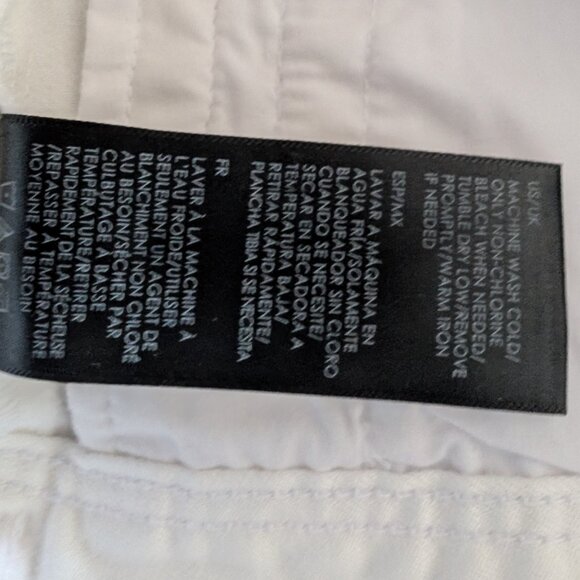 US/UK
MACHINE WASH COLD/
ONLY NON-CHLORINE
BLEACH WHEN NEEDED/
TUMBLE DRY LOW/REMOVE
PROMPTLY/WARM IRON
IF NEEDED
ESP/MX
LAVAR A MÁQUINA EN
AGUA FRÍA/SOLAMENTE
BLANQUEADOR SIN CLORO
CUANDO SE NECESITE/
SECAR EN SECADORA A
TEMPERATURA BAJA/
RETIRAR RÁPIDAMENTE/
PLANCHA TIBIA SI SE NECESITA
FR
LAVER À LA MACHINE À
L'EAU FROIDE/UTILISER
SEULEMENT UN AGENT DE
BLANCHIMENT NON CHLORÉ
AU BESOIN/SÉCHER PAR
CULBUTAGE À BASSE
TEMPÉRATURE/RETIRER
RAPIDEMENT DE LA SÉCHEUSE
/REPASSER À TEMPÉRATURE
MOYENNE AU BESOIN